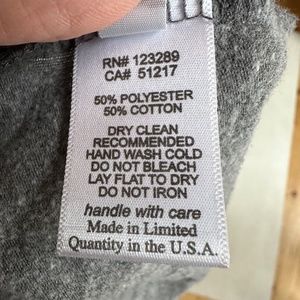 RN# 123289
CA# 51217
50% POLYESTER
50% COTTON
DRY CLEAN
RECOMMENDED
HAND WASH COLD
DO NOT BLEACH
LAY FLAT TO DRY
DO NOT IRON
handle with care
Made in Limited
Quantity in the U.S.A.